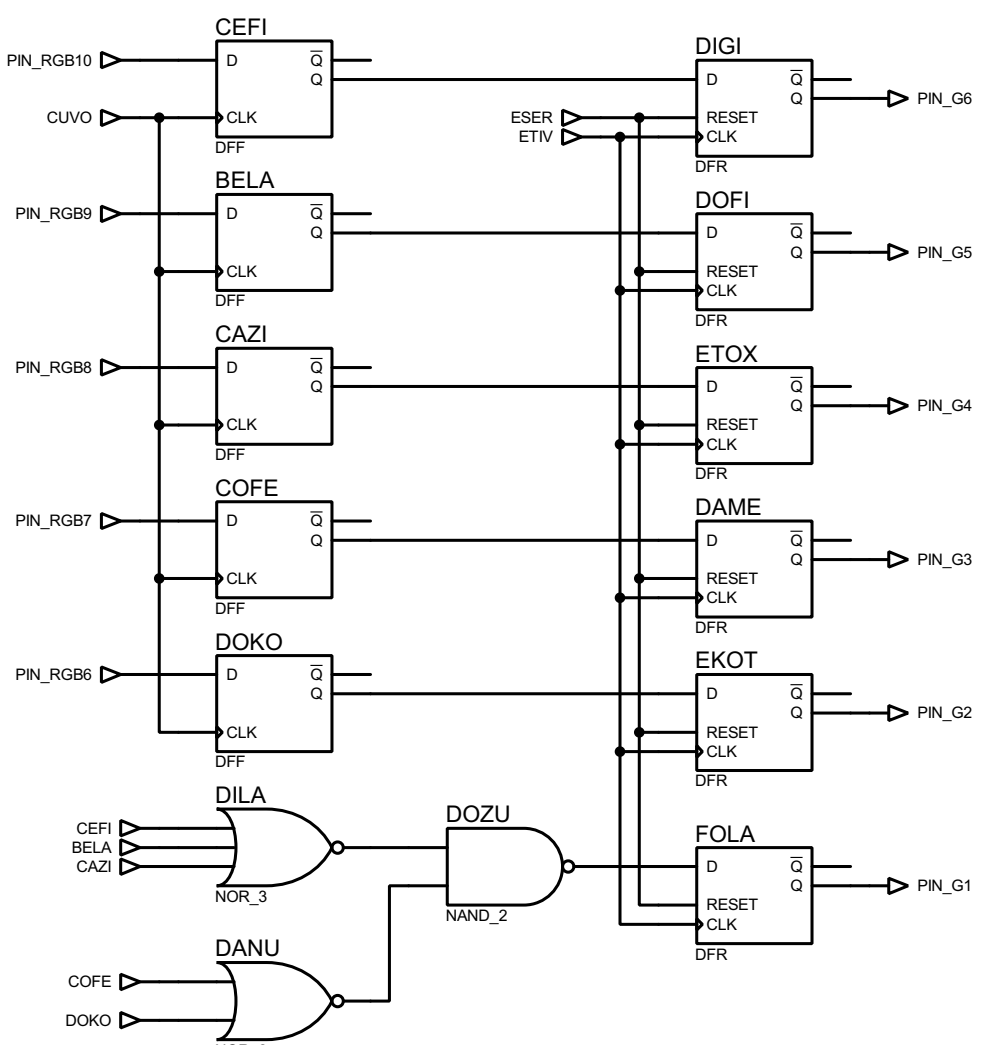 CEFI
PIN_RGB10 D Q
Q
CUVO CLK
DFF
DIGI
D Q
Q PIN_G6
ESER RESET
ETIV CLK
DFR
BELA
PIN_RGB9 D Q
Q
CLK
DFF
DOFI
D Q
Q PIN_G5
RESET
CLK
DFR
CAZI
PIN_RGB8 D Q
Q
CLK
DFF
ETOX
D Q
Q PIN_G4
RESET
CLK
DFR
COFE
PIN_RGB7 D Q
Q
CLK
DFF
DAME
D Q
Q PIN_G3
RESET
CLK
DFR
DOKO
PIN_RGB6 D Q
Q
CLK
DFF
EKOT
D Q
Q PIN_G2
RESET
CLK
DFR
DILA
CEFI
BELA
CAZI
NOR_3
DOZU
NAND_2
FOLA
D Q
Q PIN_G1
RESET
CLK
DFR
DANU
COFE
DOKO